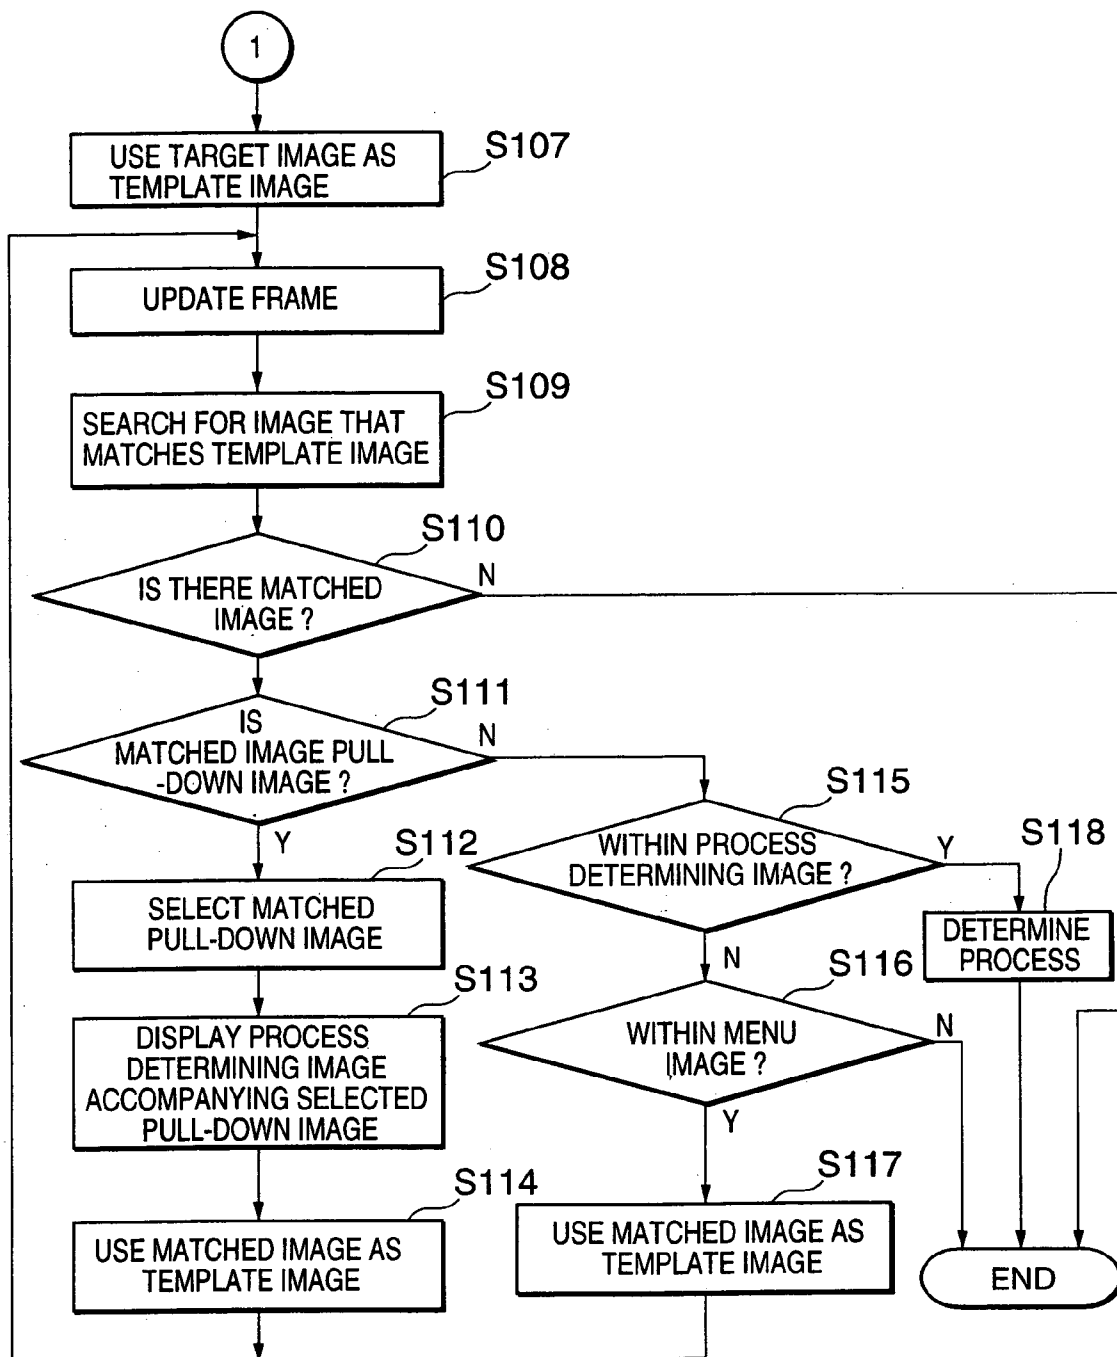 1
S107
USE TARGET IMAGE AS
TEMPLATE IMAGE
S108
UPDATE FRAME
S109
SEARCH FOR IMAGE THAT
MATCHES TEMPLATE IMAGE
S110
IS THERE MATCHED
IMAGE ?
N
S111
IS
MATCHED IMAGE PULL
-DOWN IMAGE ?
N
Y
S112
SELECT MATCHED
PULL-DOWN IMAGE
S113
DISPLAY PROCESS
DETERMINING IMAGE
ACCOMPANYING SELECTED
PULL-DOWN IMAGE
S114
USE MATCHED IMAGE AS
TEMPLATE IMAGE
S115
WITHIN PROCESS
DETERMINING IMAGE ?
Y
N
S118
DETERMINE
PROCESS
S116
WITHIN MENU
IMAGE ?
N
Y
S117
USE MATCHED IMAGE AS
TEMPLATE IMAGE
END